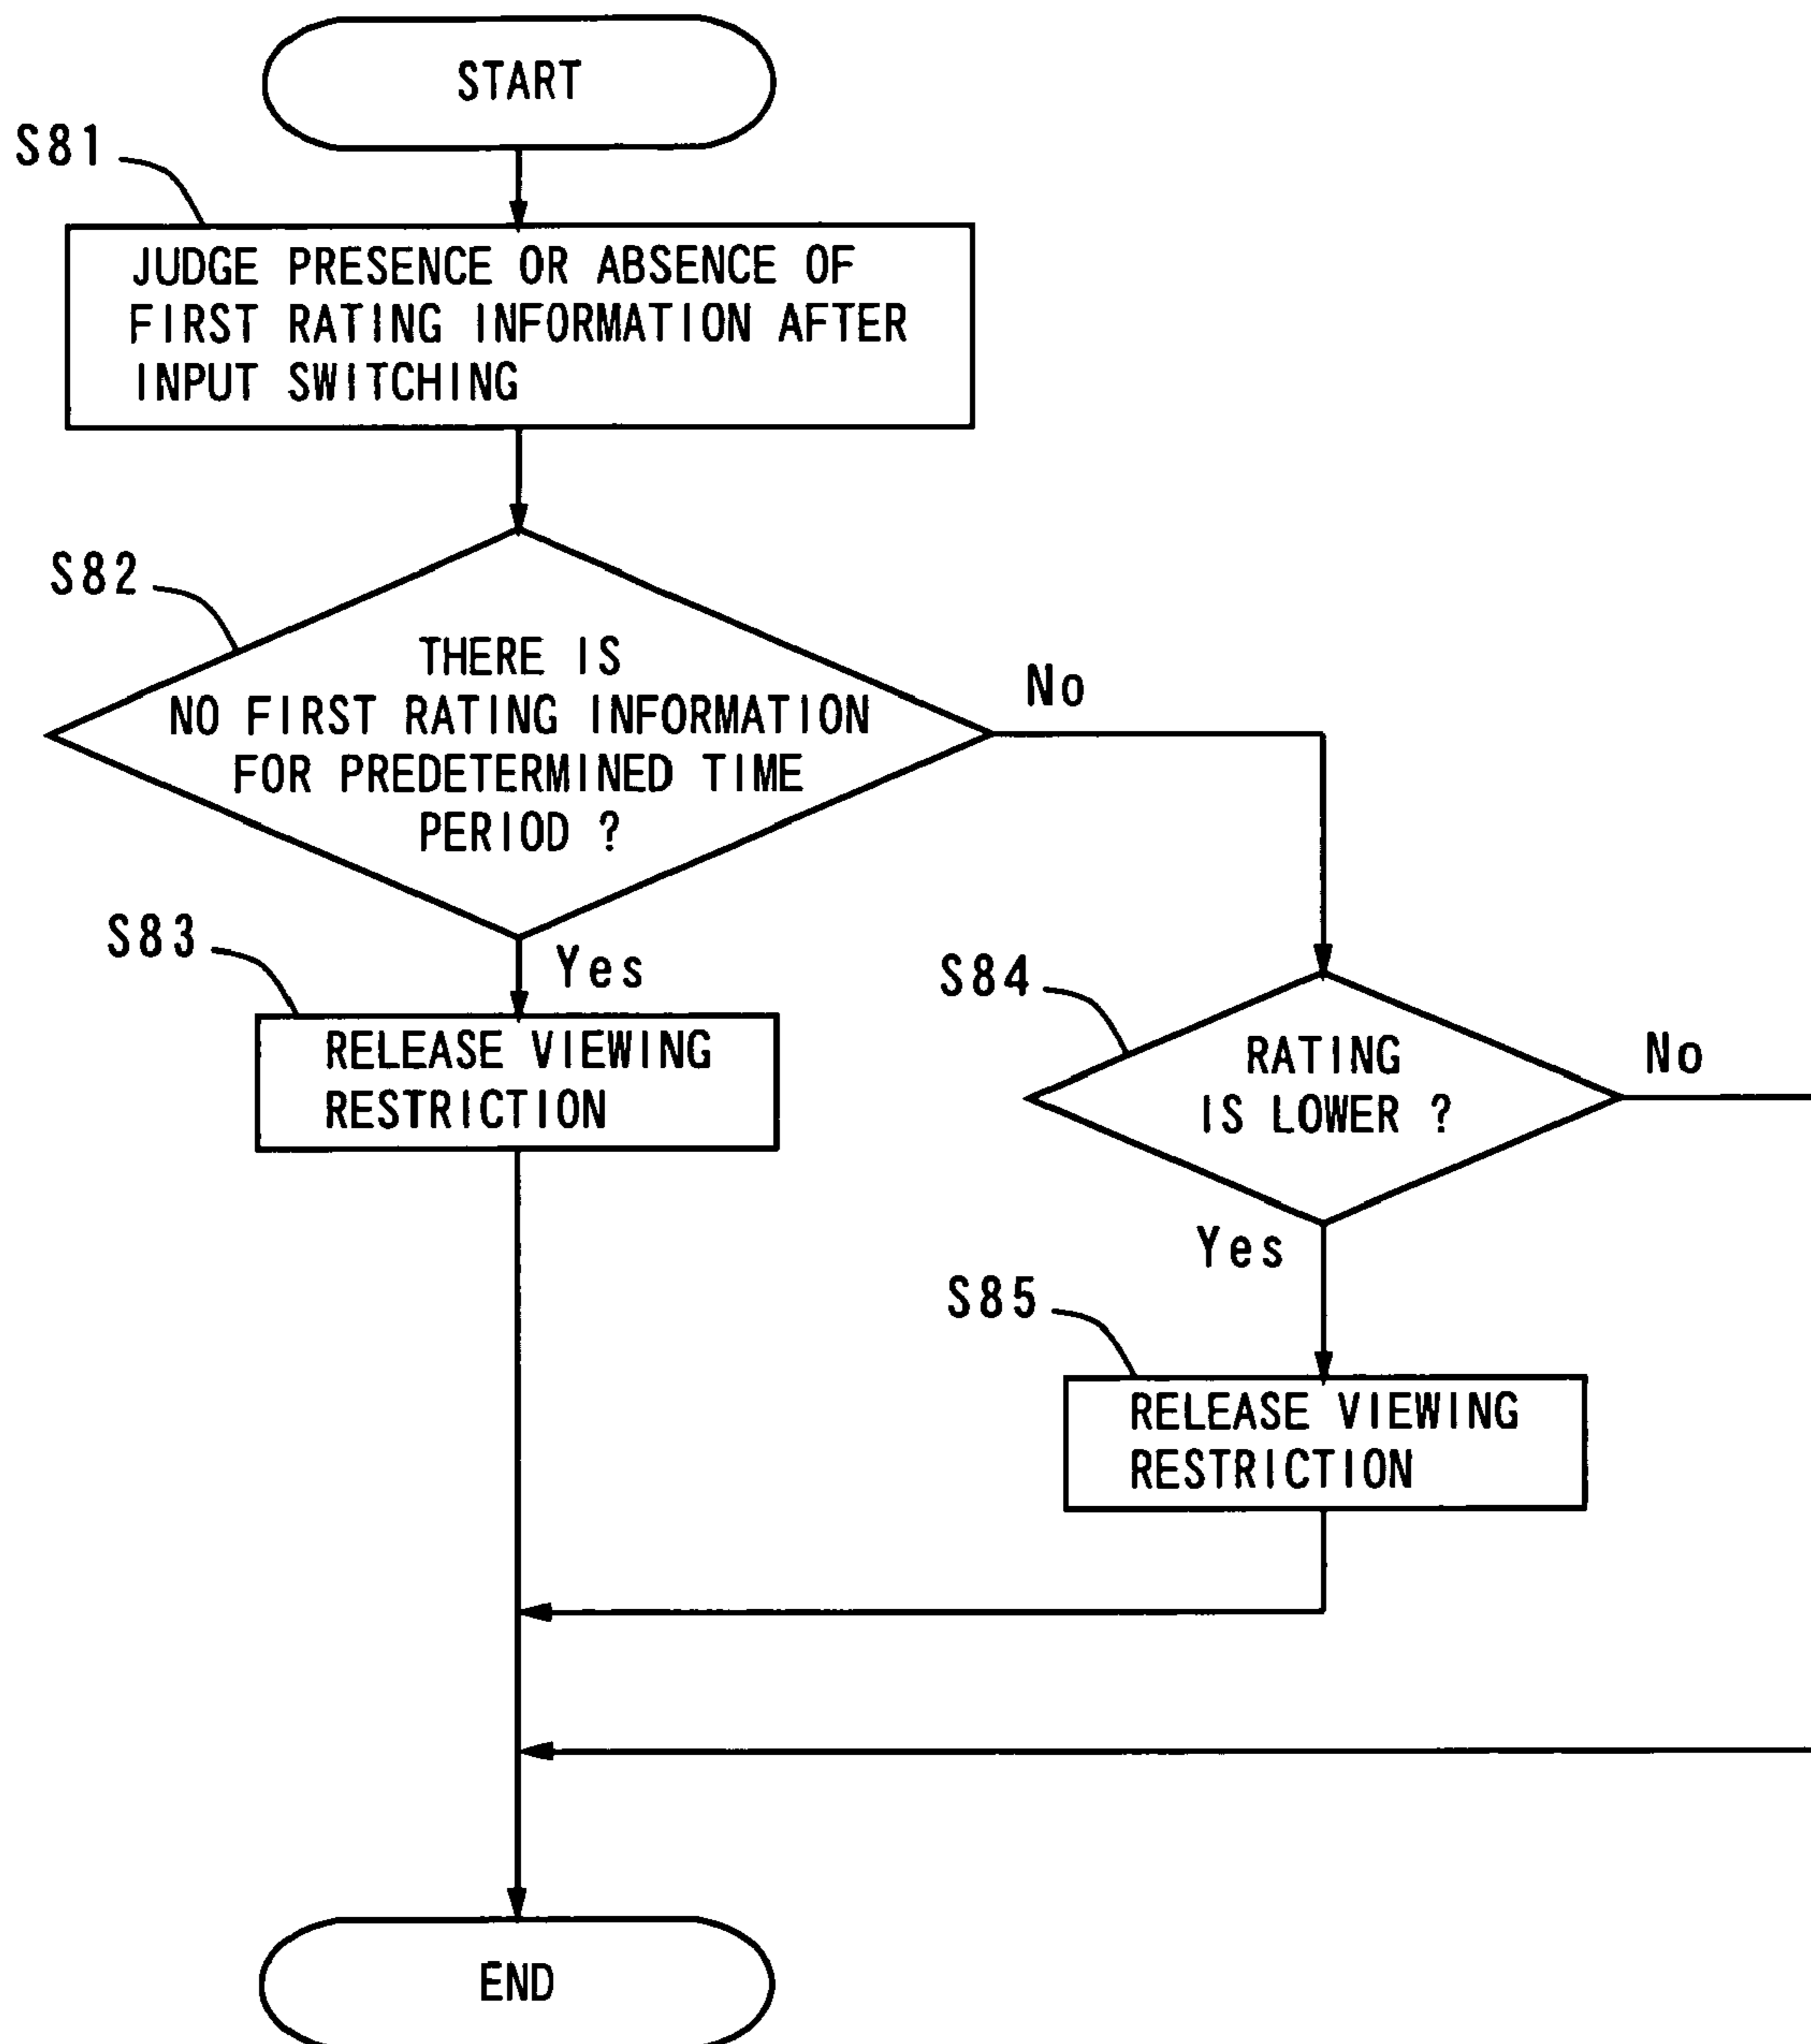 START
S81
JUDGE PRESENCE OR ABSENCE OF
FIRST RATING INFORMATION AFTER
INPUT SWITCHING
S82
THERE IS
NO FIRST RATING INFORMATION
FOR PREDETERMINED TIME
PERIOD ?
No
S83
Yes
RELEASE VIEWING
RESTRICTION
S84
RATING
IS LOWER ?
No
Yes
S85
RELEASE VIEWING
RESTRICTION
END